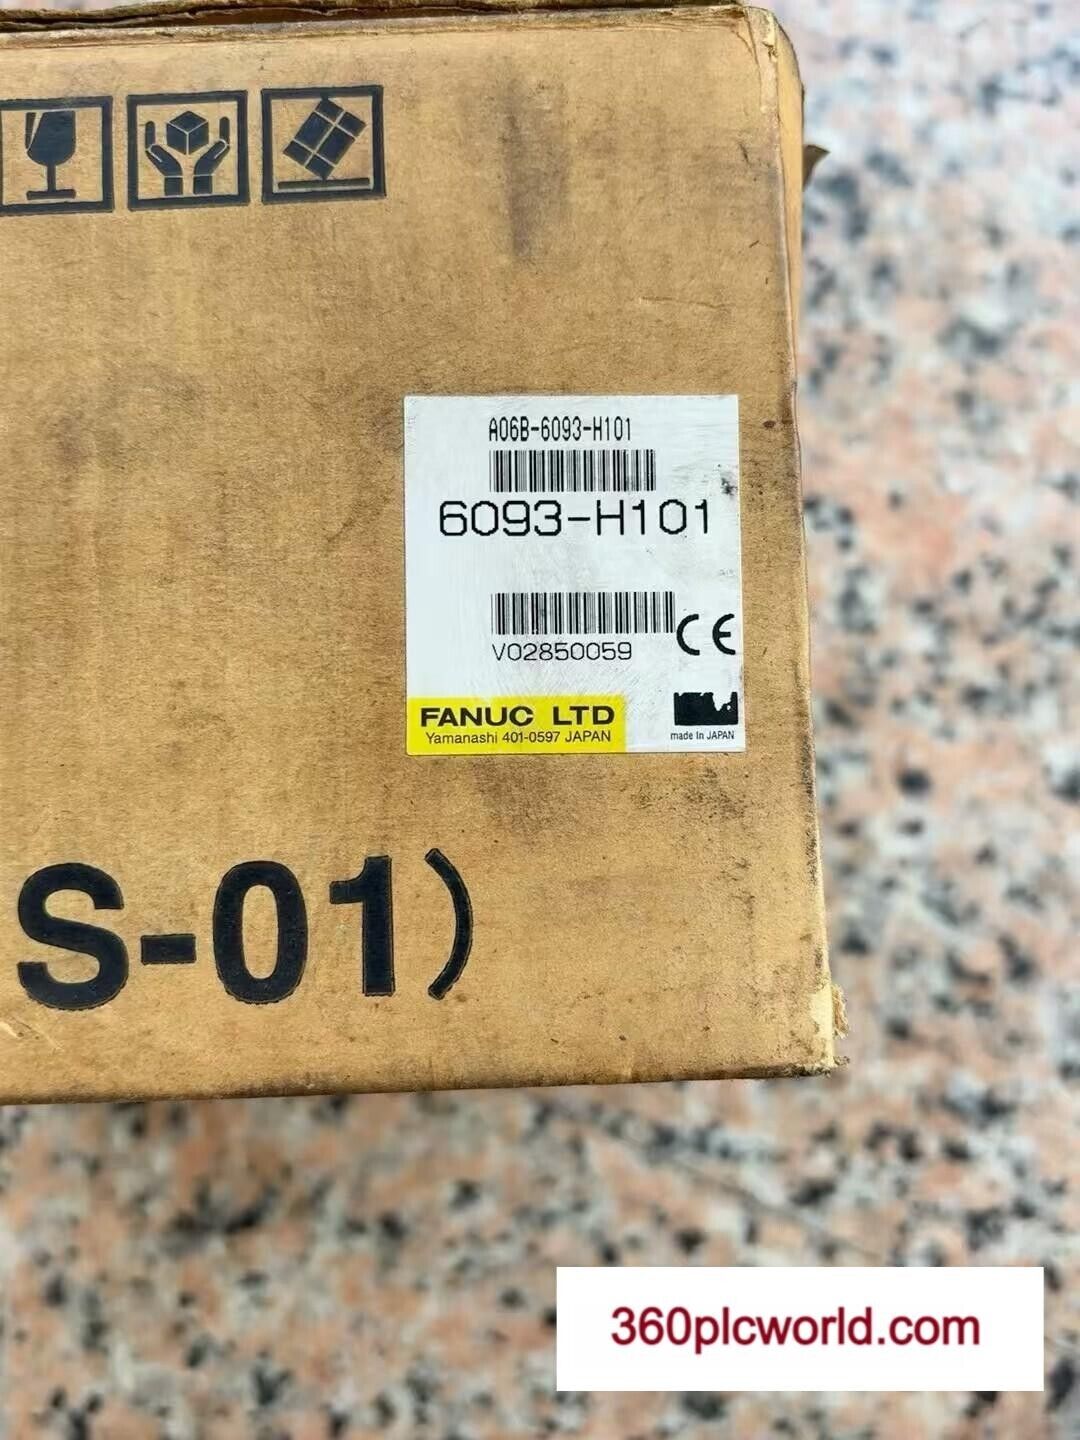 A06B-6093-H101
6093-H101
V02850059
CE
FANUC LTD
Yamanashi 401-0597 JAPAN
made In JAPAN
S-01)
360plcworld.com